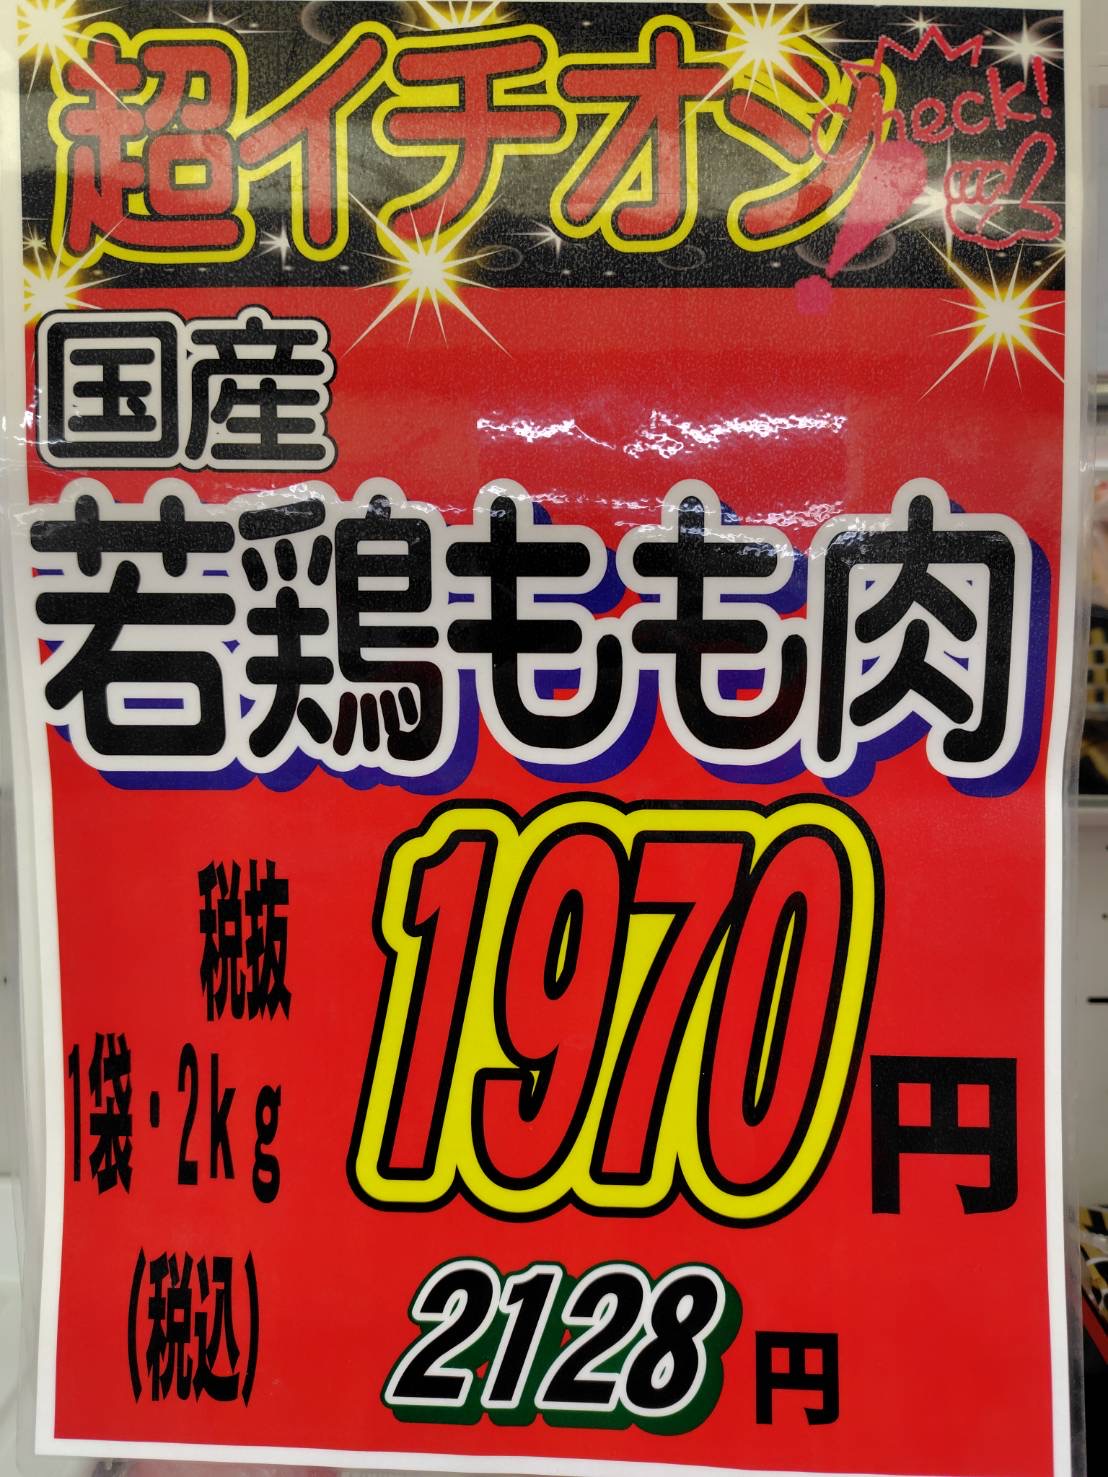 超イチオシ
check!
国産
若鶏もも肉
税抜
1袋・2kg
1970円
(税込)
2128円